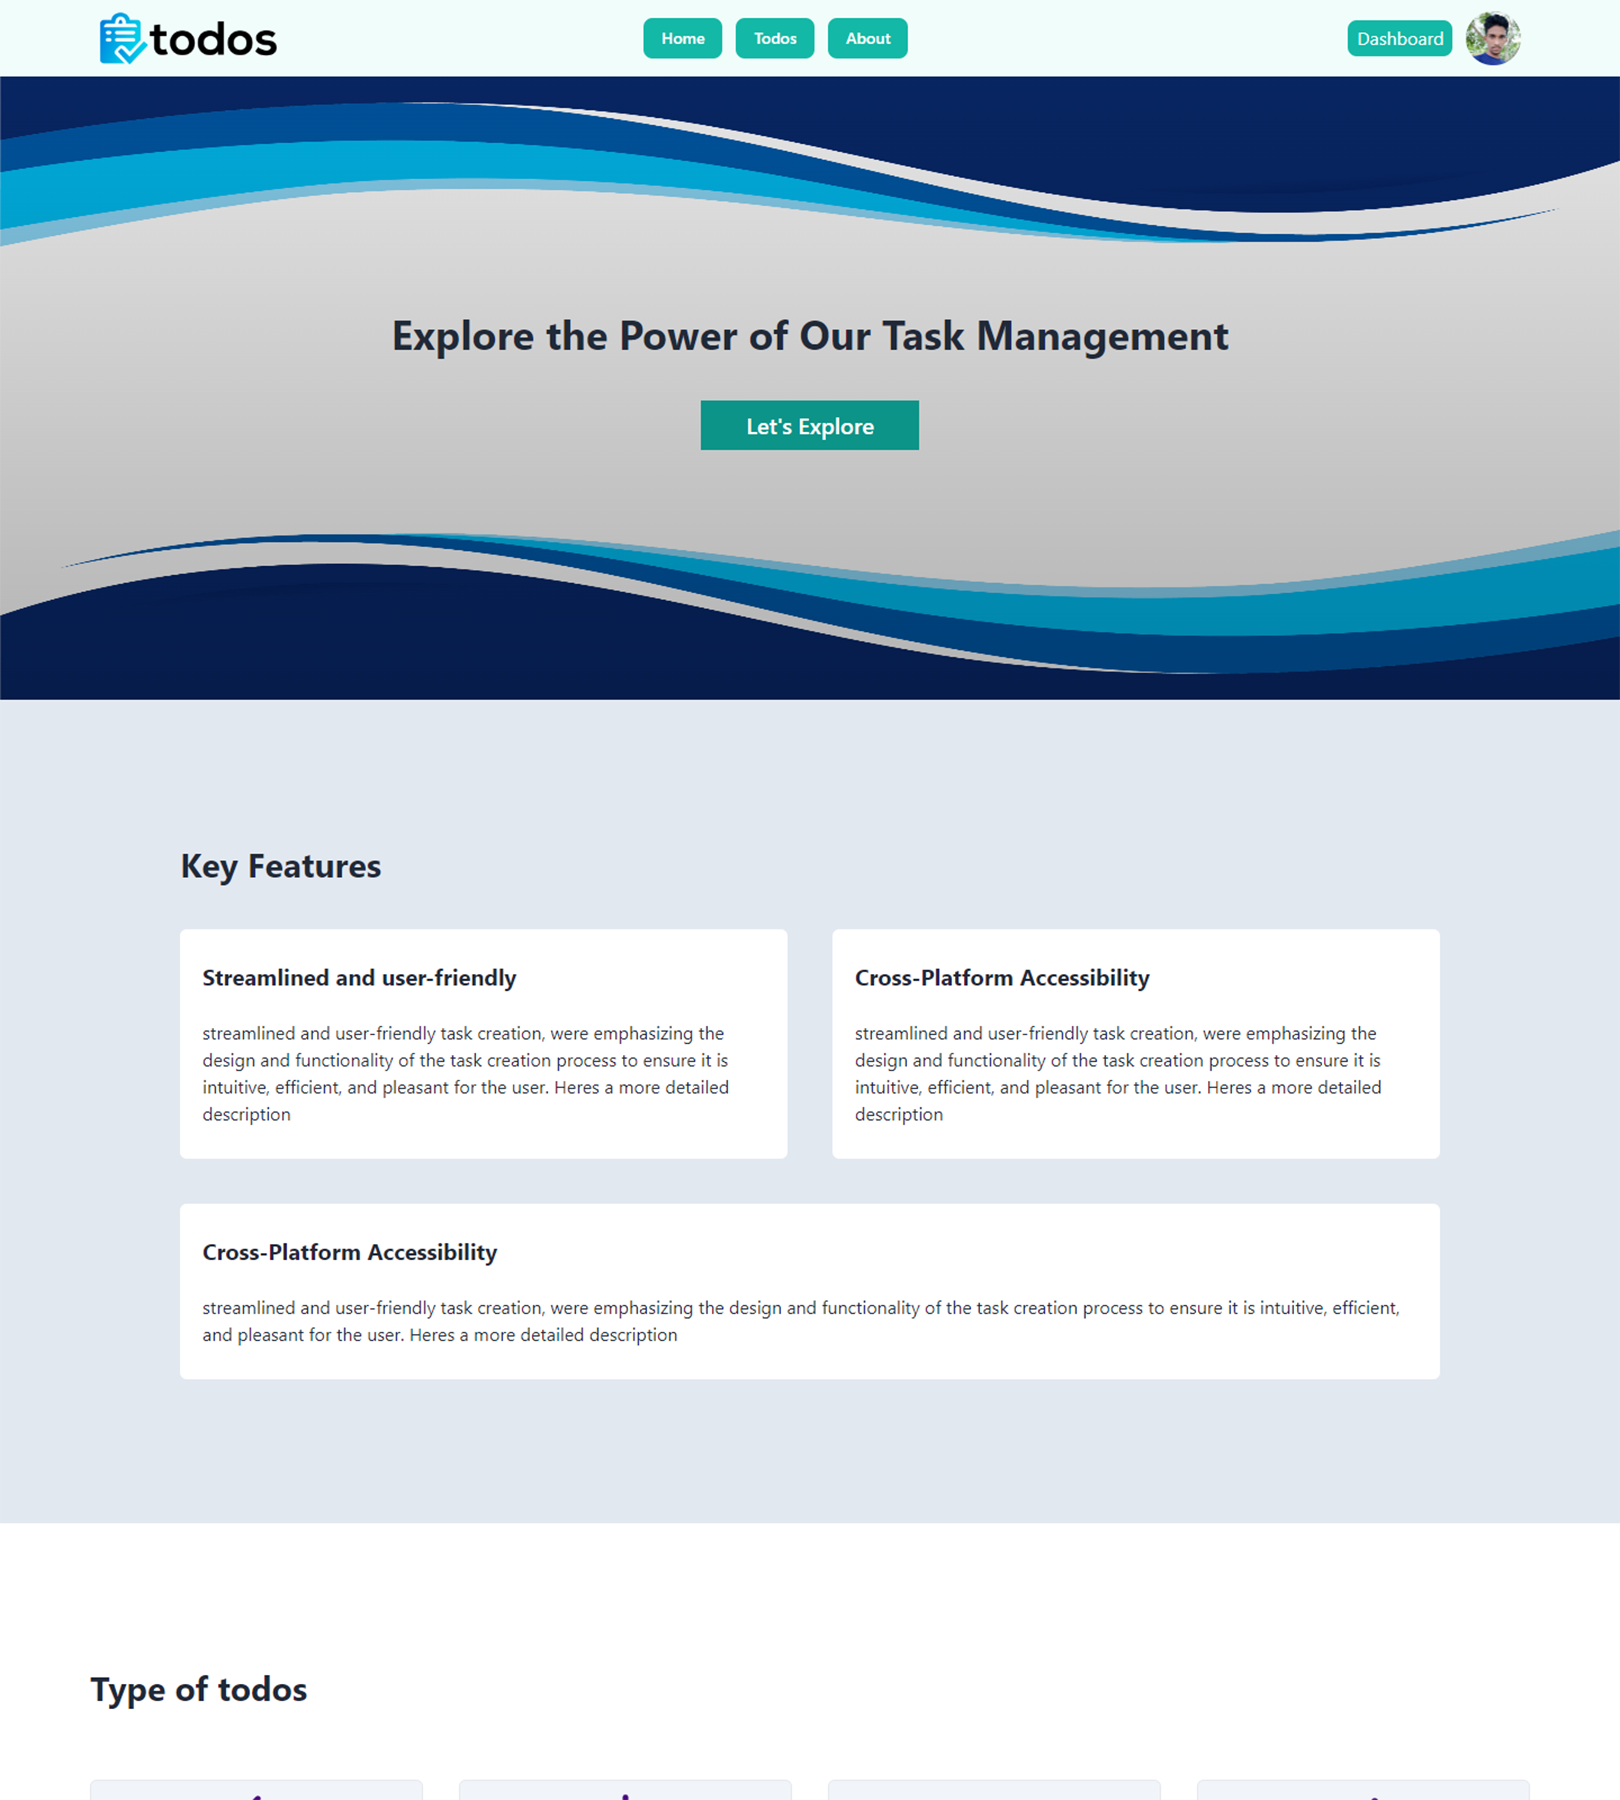 todos
Home
Todos
About
Dashboard
Explore the Power of Our Task Management
Let's Explore
Key Features
Streamlined and user-friendly
streamlined and user-friendly task creation, were emphasizing the
design and functionality of the task creation process to ensure it is
intuitive, efficient, and pleasant for the user. Heres a more detailed
description
Cross-Platform Accessibility
streamlined and user-friendly task creation, were emphasizing the
design and functionality of the task creation process to ensure it is
intuitive, efficient, and pleasant for the user. Heres a more detailed
description
Cross-Platform Accessibility
streamlined and user-friendly task creation, were emphasizing the design and functionality of the task creation process to ensure it is intuitive, efficient,
and pleasant for the user. Heres a more detailed description
Type of todos